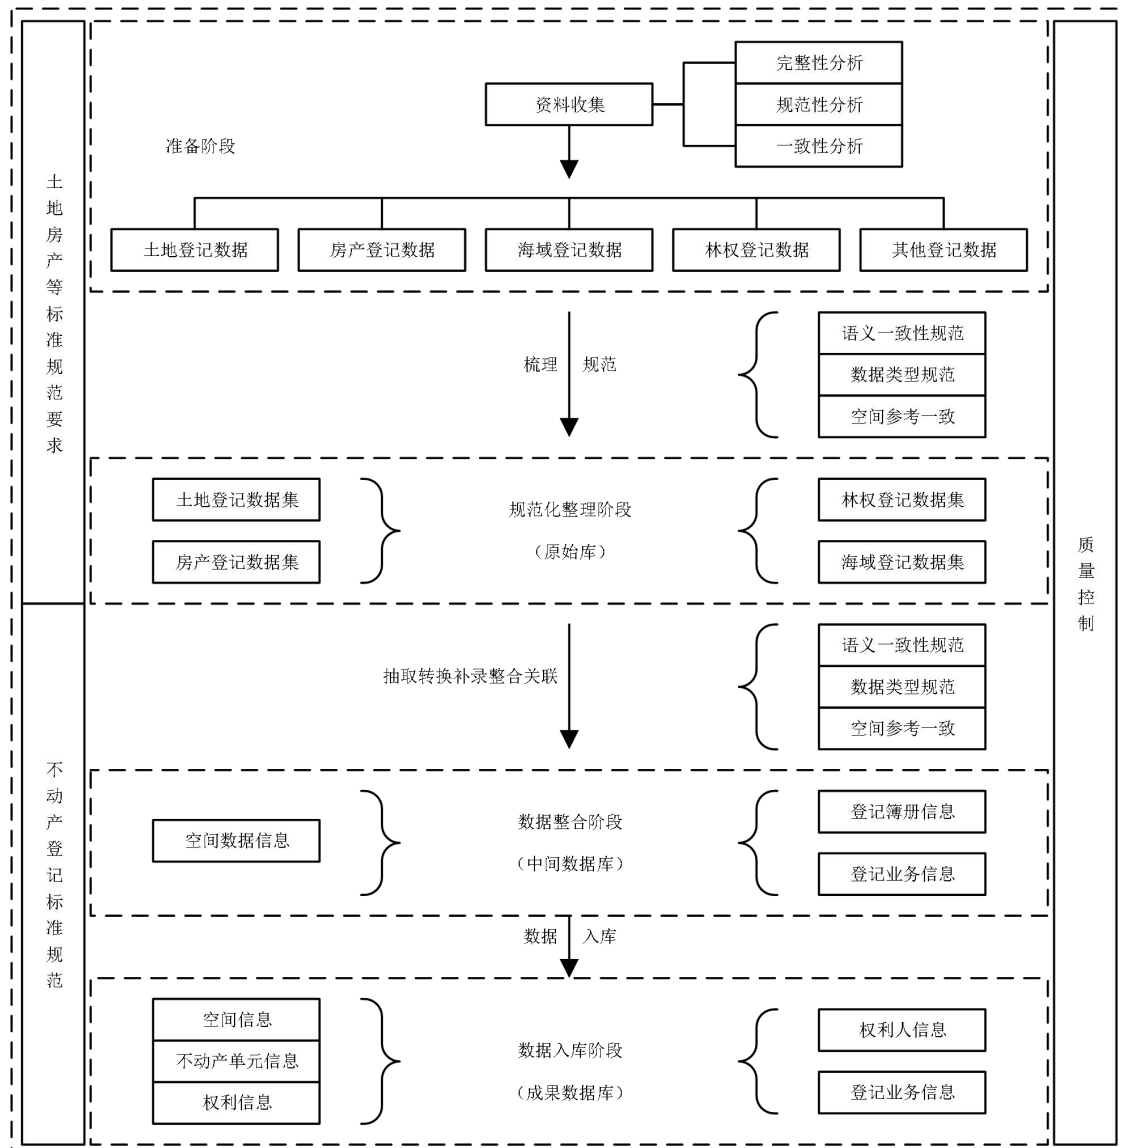 土地房产等标准规范要求
不动产登记标准规范
准备阶段
资料收集
完整性分析
规范性分析
一致性分析
土地登记数据
房产登记数据
海域登记数据
林权登记数据
其他登记数据
梳理
规范
语义一致性规范
数据类型规范
空间参考一致
土地登记数据集
房产登记数据集
规范化整理阶段
（原始库）
林权登记数据集
海域登记数据集
抽取转换补录整合关联
语义一致性规范
数据类型规范
空间参考一致
空间数据信息
数据整合阶段
（中间数据库）
登记簿册信息
登记业务信息
数据
入库
空间信息
不动产单元信息
权利信息
数据入库阶段
（成果数据库）
权利人信息
登记业务信息
质量控制